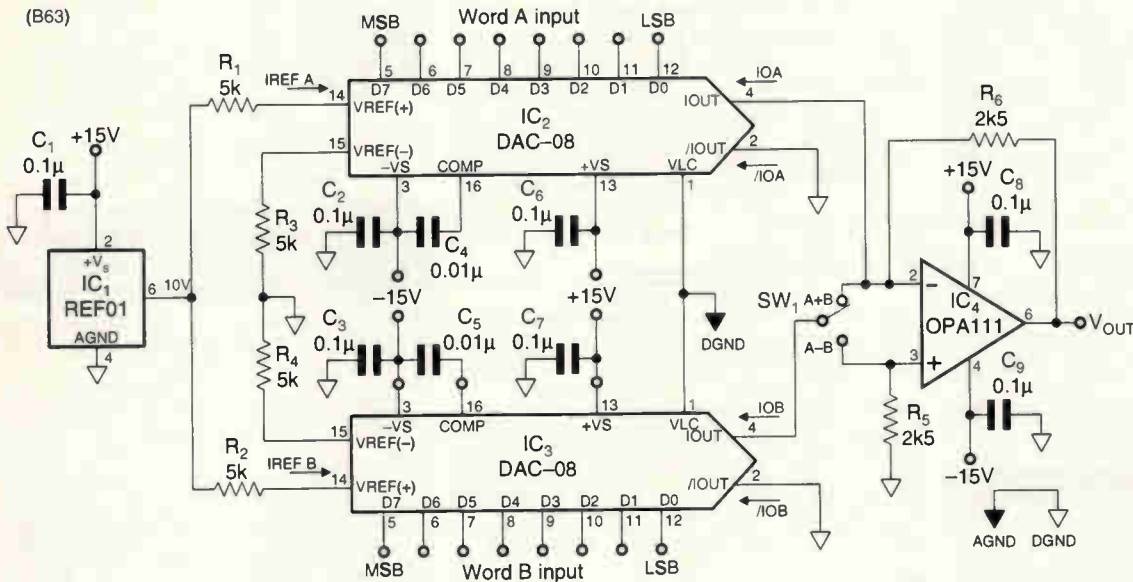 (B63)
MSB Word A input LSB
5 6 7 8 9 10 11 12
D7 D6 D5 D4 D3 D2 D1 D0
R1 5k
IREF A
14 VREF(+)
15 VREF(−)
IC2
DAC–08
IOUT 4 IOA
/IOUT 2 /IOA
–VS COMP +VS VLC
3 16 13 1
C1 0.1µ
+15V
2
+Vs
IC1
REF01
AGND
4
6 10V
R3 5k
R4 5k
C2 0.1µ
C4 0.01µ
C6 0.1µ
–15V
+15V
C3 0.1µ
C5 0.01µ
C7 0.1µ
DGND
SW1
A+B
A–B
R6 2k5
+15V
C8 0.1µ
2 – 7
IC4
OPA111
6 VOUT
3 + 4
C9 0.1µ
R5 2k5
–15V
AGND DGND
3 16 13 1
–VS COMP +VS VLC
15 VREF(−)
R2 5k
IREF B
14 VREF(+)
IC3
DAC–08
IOUT 4 IOB
/IOUT 2 /IOB
D7 D6 D5 D4 D3 D2 D1 D0
5 6 7 8 9 10 11 12
MSB Word B input LSB